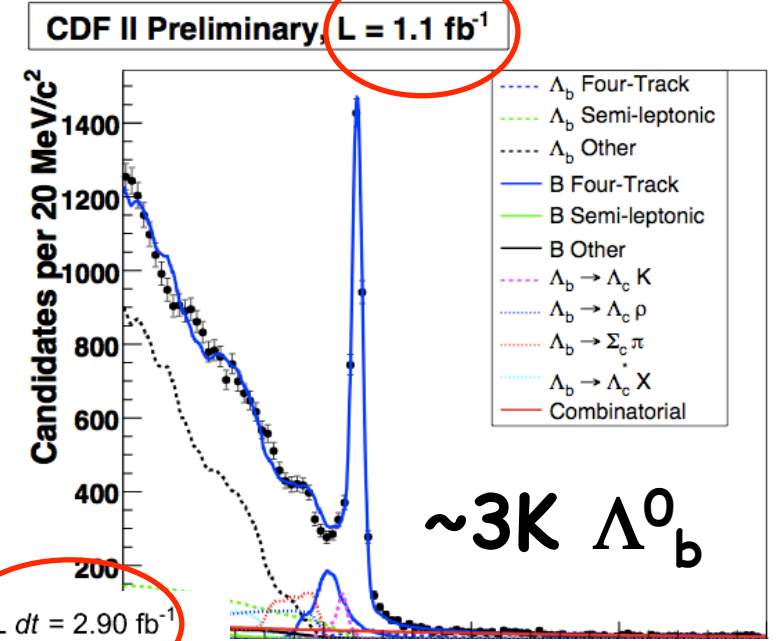 CDF II Preliminary, L = 1.1 fb⁻¹
Candidates per 20 MeV/c²
1400
1200
1000
800
600
400
200
Λb Four-Track
Λb Semi-leptonic
Λb Other
B Four-Track
B Semi-leptonic
B Other
Λb → Λc K
Λb → Λc ρ
Λb → Σc π
Λb → Λc* X
Combinatorial
~3K Λ⁰b
dt = 2.90 fb⁻¹